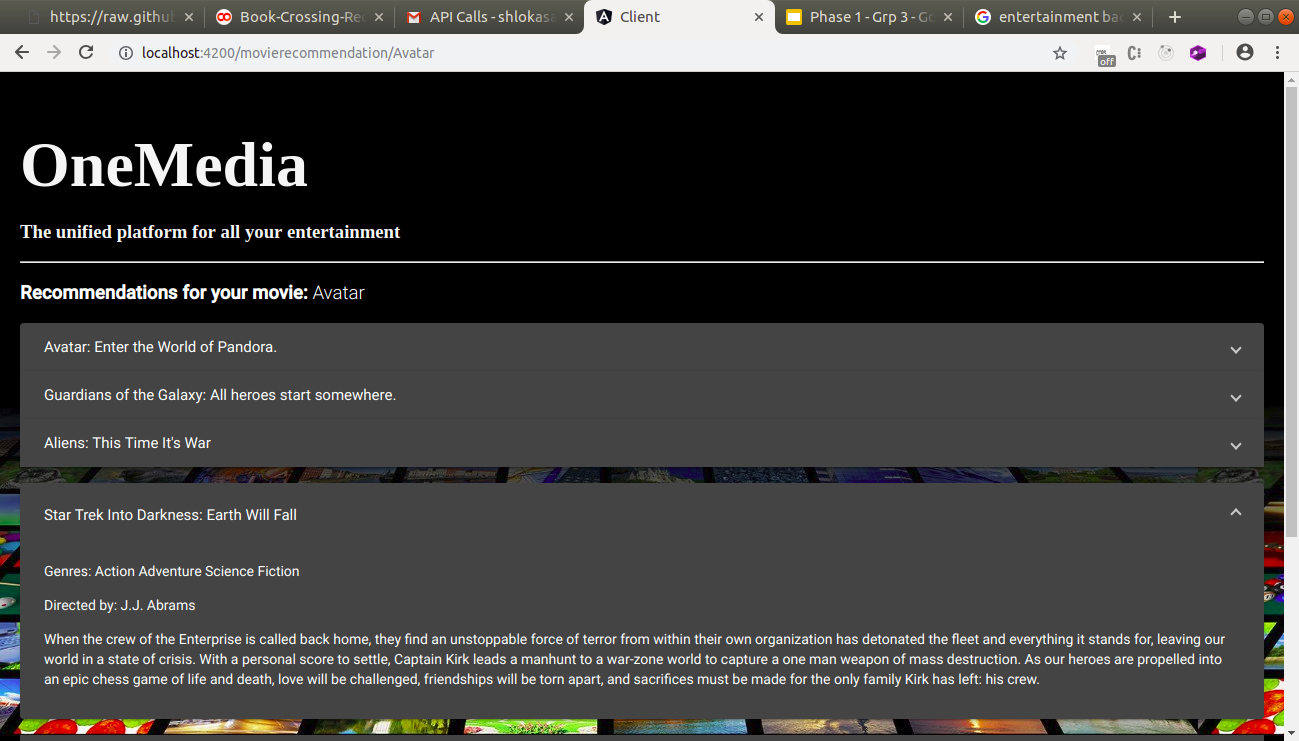 https://raw.githu
Book-Crossing-Re
API Calls - shlokasa
Client
Phase 1 - Grp 3 - Go
entertainment ba
localhost:4200/movierecommendation/Avatar
off
OneMedia
The unified platform for all your entertainment
Recommendations for your movie: Avatar
Avatar: Enter the World of Pandora.
Guardians of the Galaxy: All heroes start somewhere.
Aliens: This Time It's War
Star Trek Into Darkness: Earth Will Fall
Genres: Action Adventure Science Fiction
Directed by: J.J. Abrams
When the crew of the Enterprise is called back home, they find an unstoppable force of terror from within their own organization has detonated the fleet and everything it stands for, leaving our
world in a state of crisis. With a personal score to settle, Captain Kirk leads a manhunt to a war-zone world to capture a one man weapon of mass destruction. As our heroes are propelled into
an epic chess game of life and death, love will be challenged, friendships will be torn apart, and sacrifices must be made for the only family Kirk has left: his crew.